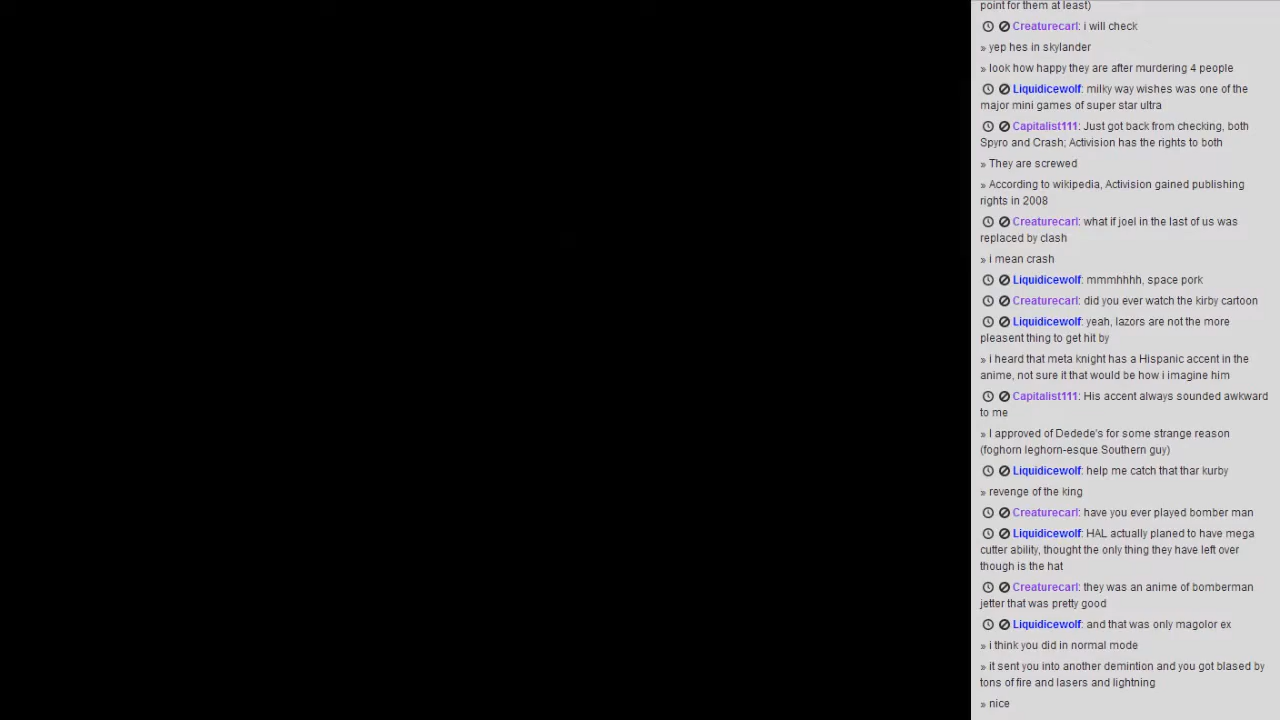 point for them at least)
Creaturecarl: i will check
» yep hes in skylander
» look how happy they are after murdering 4 people
Liquidicewolf: milky way wishes was one of the
major mini games of super star ultra
Capitalist111: Just got back from checking, both
Spyro and Crash; Activision has the rights to both
» They are screwed
» According to wikipedia, Activision gained publishing
rights in 2008
Creaturecarl: what if joel in the last of us was
replaced by clash
» i mean crash
Liquidicewolf: mmmhhhh, space pork
Creaturecarl: did you ever watch the kirby cartoon
Liquidicewolf: yeah, lazors are not the more
pleasent thing to get hit by
» i heard that meta knight has a Hispanic accent in the
anime, not sure it that would be how i imagine him
Capitalist111: His accent always sounded awkward
to me
» I approved of Dedede's for some strange reason
(foghorn leghorn-esque Southern guy)
Liquidicewolf: help me catch that thar kurby
» revenge of the king
Creaturecarl: have you ever played bomber man
Liquidicewolf: HAL actually planed to have mega
cutter ability, thought the only thing they have left over
though is the hat
Creaturecarl: they was an anime of bomberman
jetter that was pretty good
Liquidicewolf: and that was only magolor ex
» i think you did in normal mode
» it sent you into another demintion and you got blased by
tons of fire and lasers and lightning
» nice